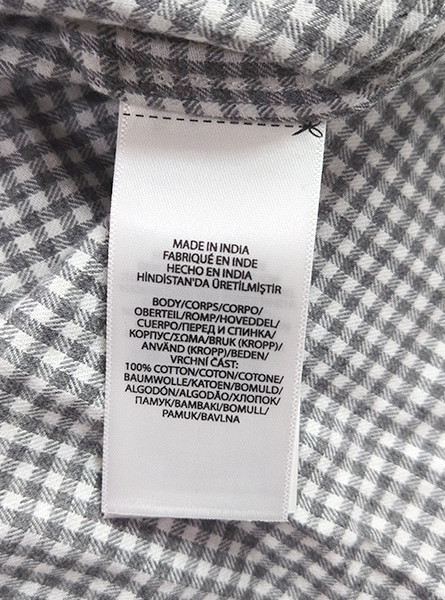 MADE IN INDIA
FABRIQUÉ EN INDE
HECHO EN INDIA
HİNDİSTAN'DA ÜRETİLMİŞTİR
BODY/CORPS/CORPO/
OBERTEIL/ROMP/HOVEDDEL/
CUERPO/ПЕРЕД И СПИНКА/
КОРПУС/ΣΩΜΑ/BRUK (KROPP)/
ANVÄND (KROPP)/BEDEN/
VRCHNÍ ČÁST:
100% COTTON/COTON/COTONE/
BAUMWOLLE/KATOEN/BOMULD/
ALGODÓN/ALGODÃO/ХЛОПОК/
ПАМУК/ΒΑΜΒΑΚΙ/BOMULL/
PAMUK/BAVLNA